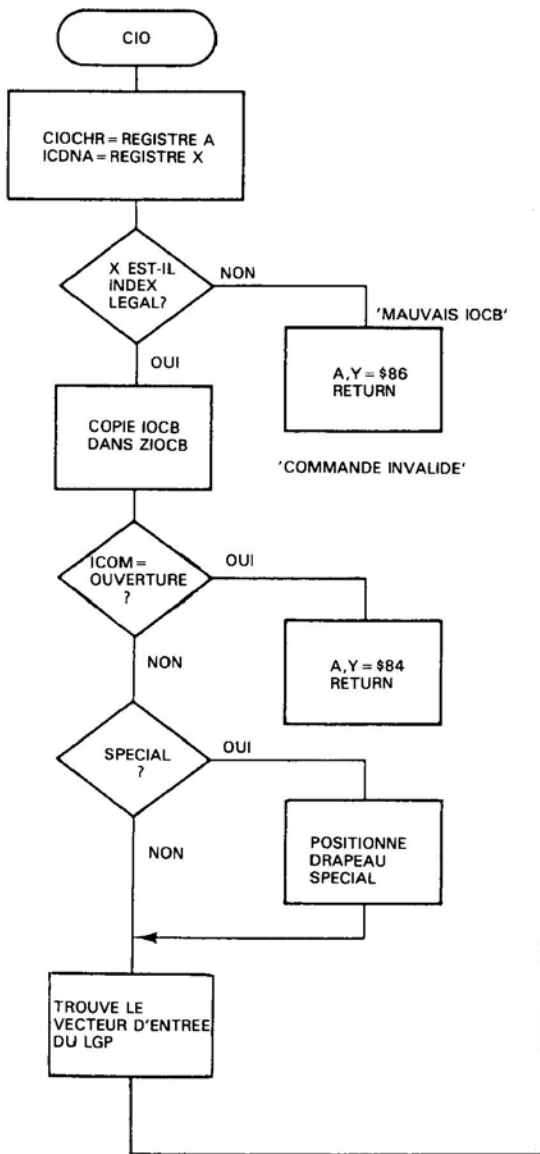 CIO
CIOCHR = REGISTRE A
ICDNA = REGISTRE X
X EST-IL
INDEX
LEGAL?
NON
OUI
'MAUVAIS IOCB'
A,Y = $86
RETURN
COPIE IOCB
DANS ZIOCB
'COMMANDE INVALIDE'
ICOM =
OUVERTURE
?
OUI
NON
A,Y = $84
RETURN
SPECIAL
?
OUI
NON
POSITIONNE
DRAPEAU
SPECIAL
TROUVE LE
VECTEUR D'ENTREE
DU LGP